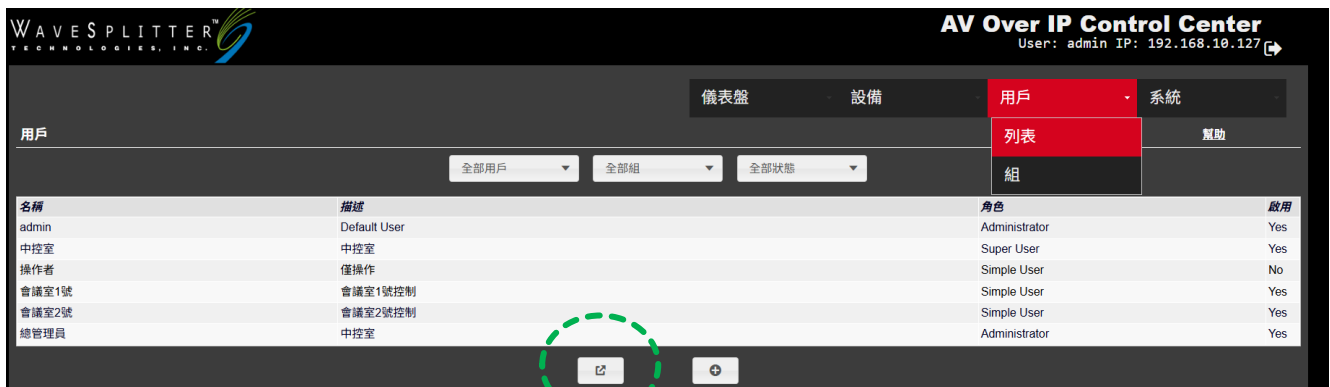 WAVESPLITTER™
TECHNOLOGIES, INC.
AV Over IP Control Center
User: admin IP: 192.168.10.127
儀表盤 設備 用戶 系統
用戶 列表 幫助
組
全部用戶 全部組 全部狀態
名稱 描述 角色 啟用
admin Default User Administrator Yes
中控室 中控室 Super User Yes
操作者 僅操作 Simple User No
會議室1號 會議室1號控制 Simple User Yes
會議室2號 會議室2號控制 Simple User Yes
總管理員 中控室 Administrator Yes